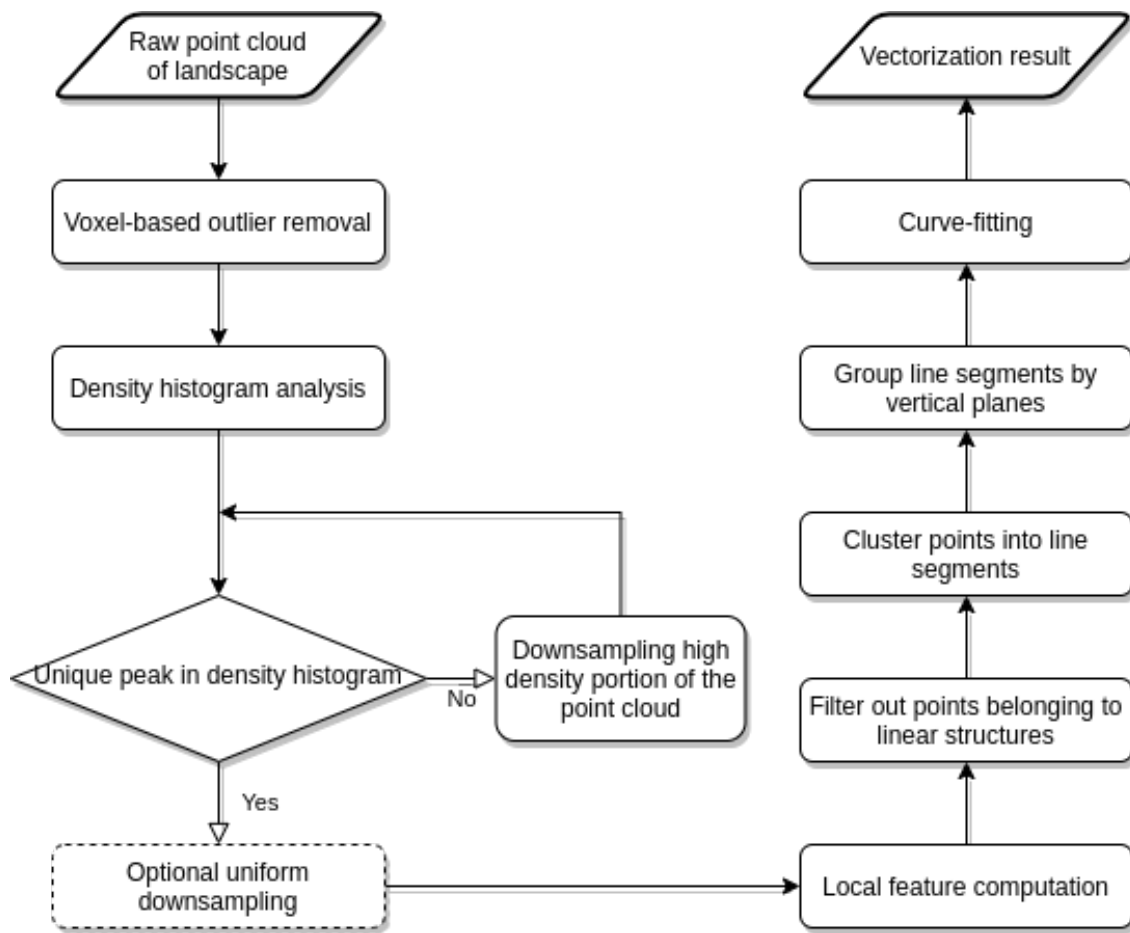 Raw point cloud
of landscape
Voxel-based outlier removal
Density histogram analysis
Unique peak in density histogram
No
Downsampling high
density portion of the
point cloud
Yes
Optional uniform
downsampling
Local feature computation
Filter out points belonging to
linear structures
Cluster points into line
segments
Group line segments by
vertical planes
Curve-fitting
Vectorization result